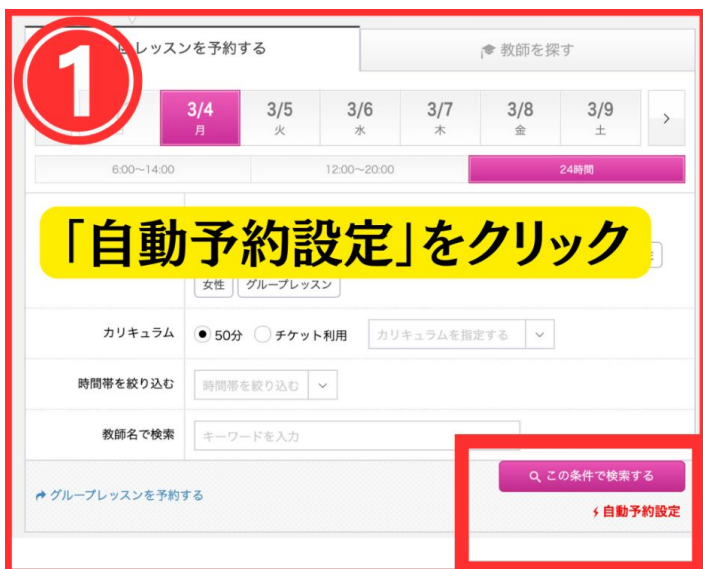 ①
レッスンを予約する
教師を探す
3/4 3/5 3/6 3/7 3/8 3/9
月 火 水 木 金 土
6:00〜14:00 12:00〜20:00 24時間
「自動予約設定」をクリック
女性 グループレッスン
カリキュラム 50分 チケット利用 カリキュラムを指定する
時間帯を絞り込む 時間帯を絞り込む
教師名で検索 キーワードを入力
この条件で検索する
グループレッスンを予約する
自動予約設定